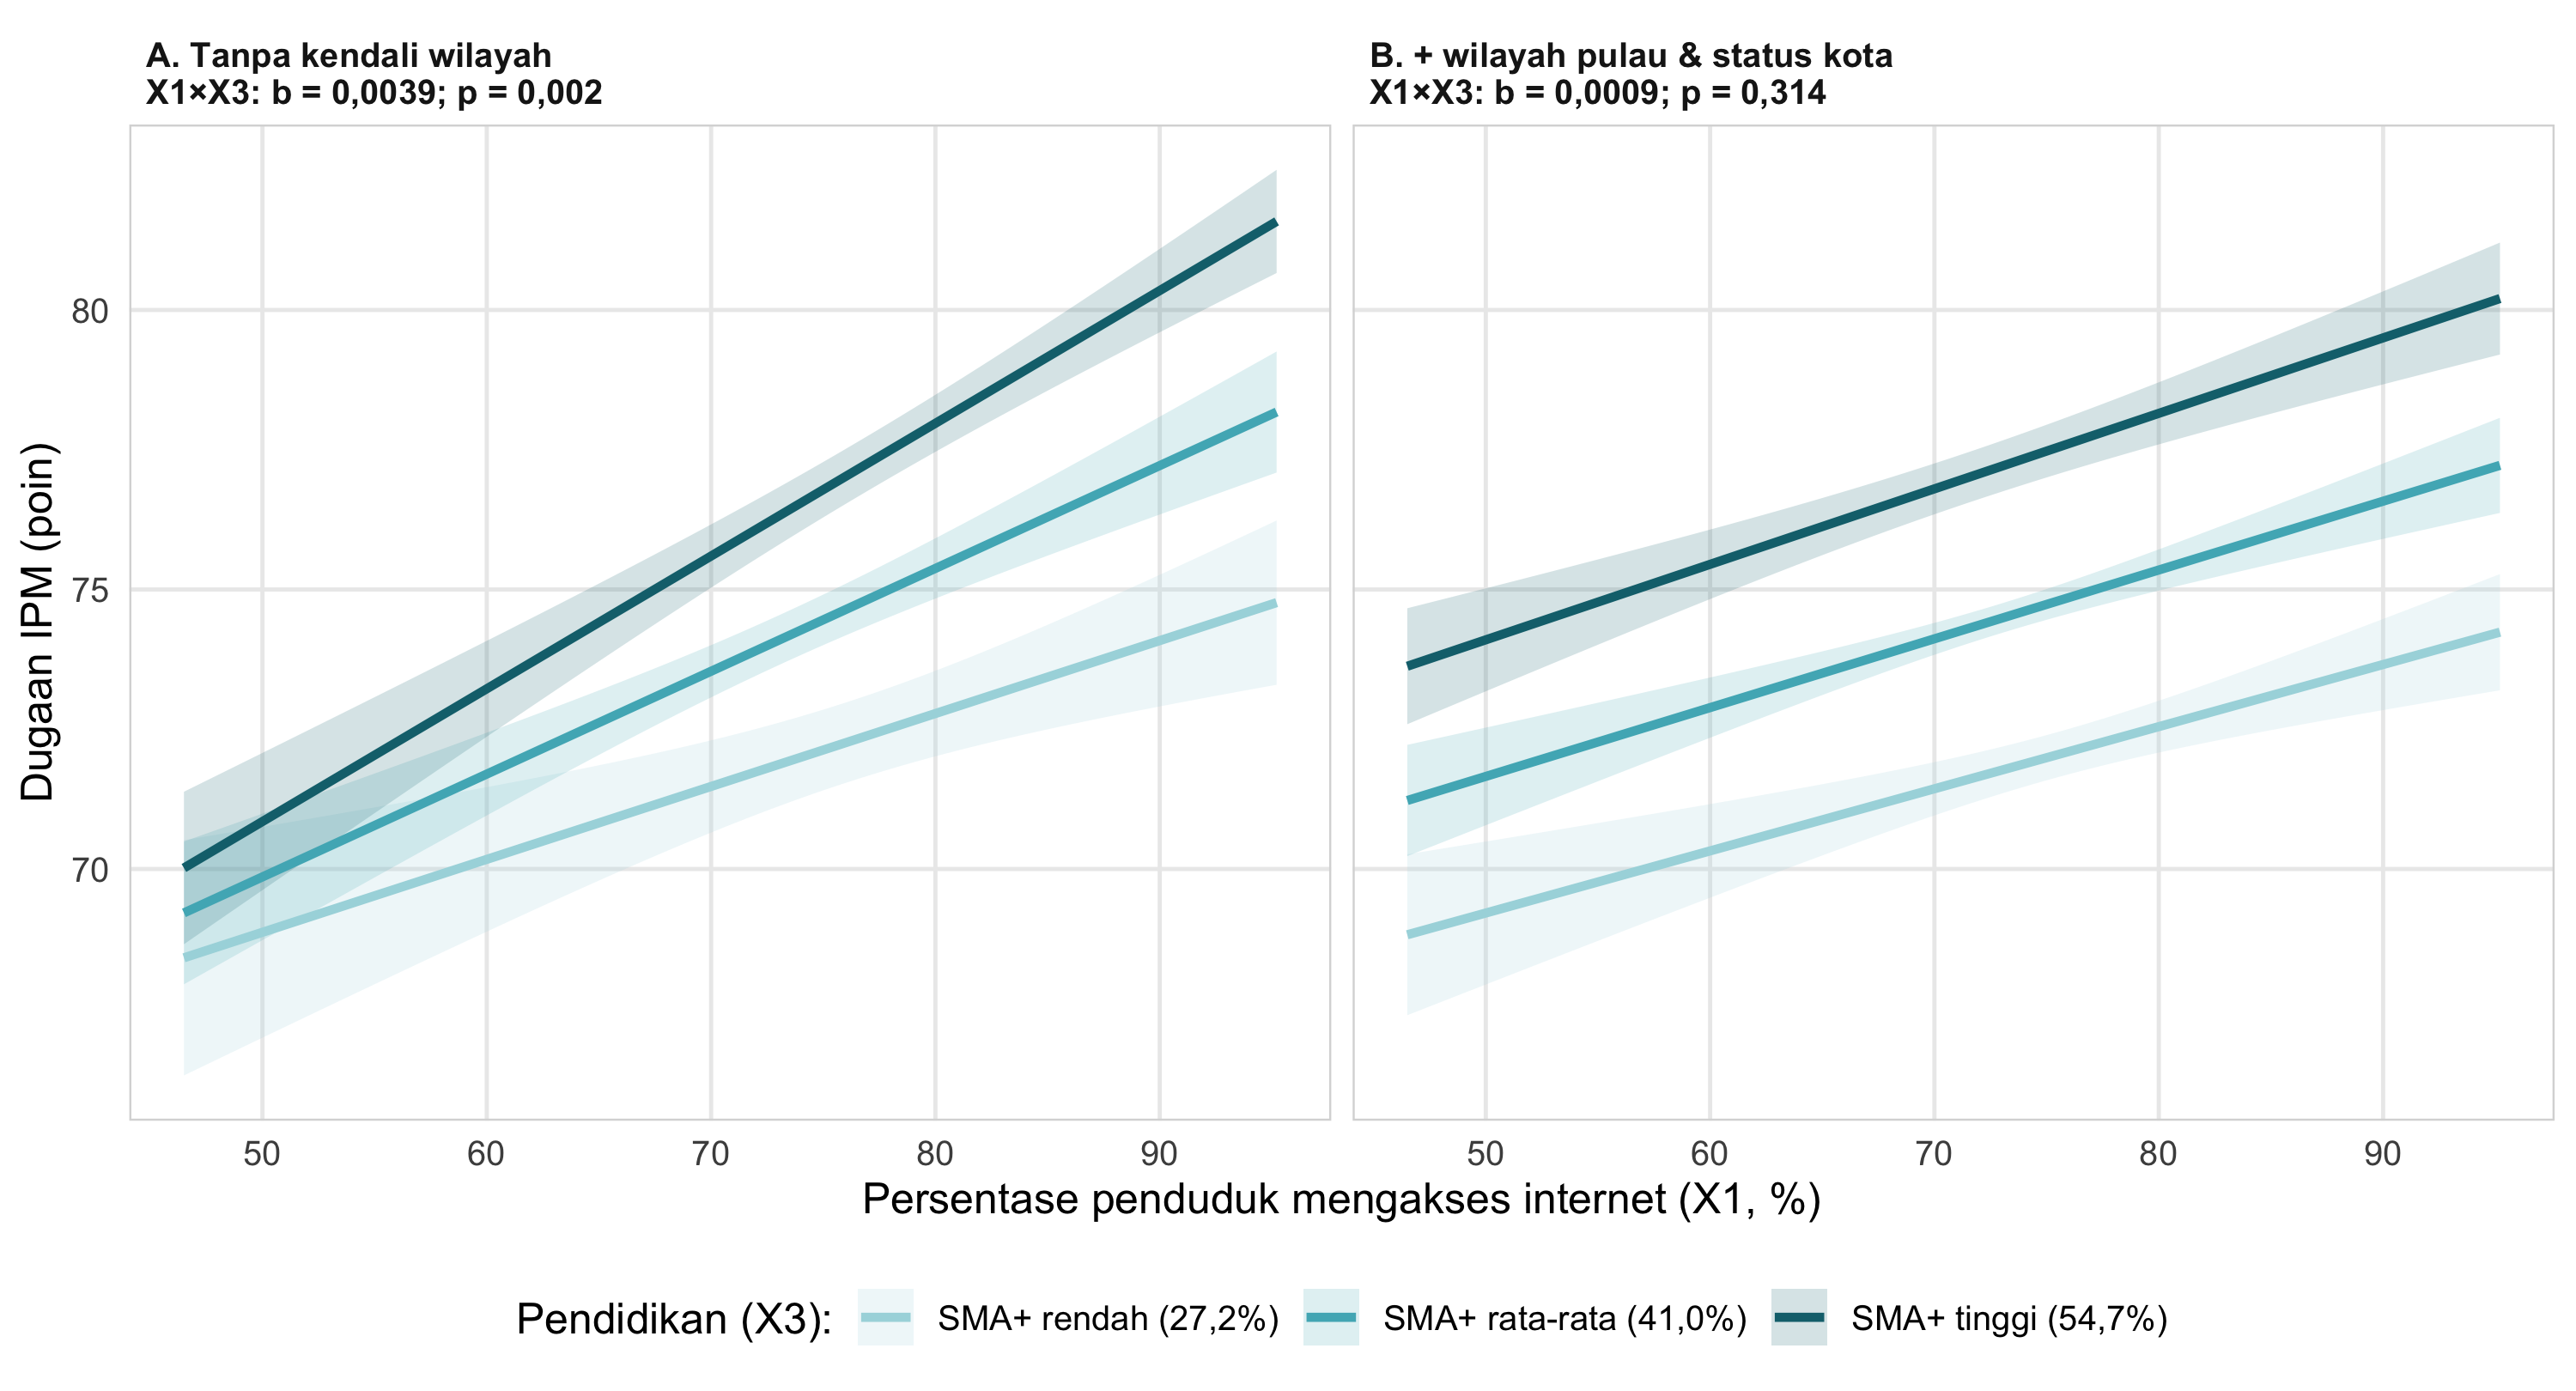 A. Tanpa kendali wilayah
X1×X3: b = 0,0039; p = 0,002
B. + wilayah pulau & status kota
X1×X3: b = 0,0009; p = 0,314
Dugaan IPM (poin)
80
75
70
50 60 70 80 90
50 60 70 80 90
Persentase penduduk mengakses internet (X1, %)
Pendidikan (X3): SMA+ rendah (27,2%) SMA+ rata-rata (41,0%) SMA+ tinggi (54,7%)